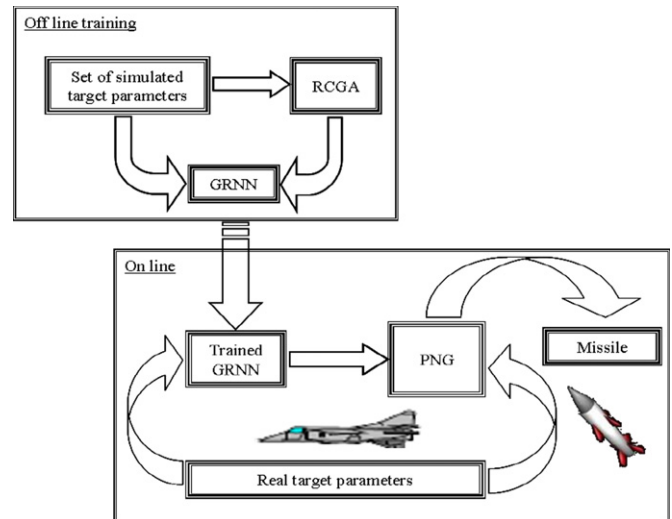 Off line training
Set of simulated
target parameters
RCGA
GRNN
On line
Trained
GRNN
PNG
Missile
Real target parameters